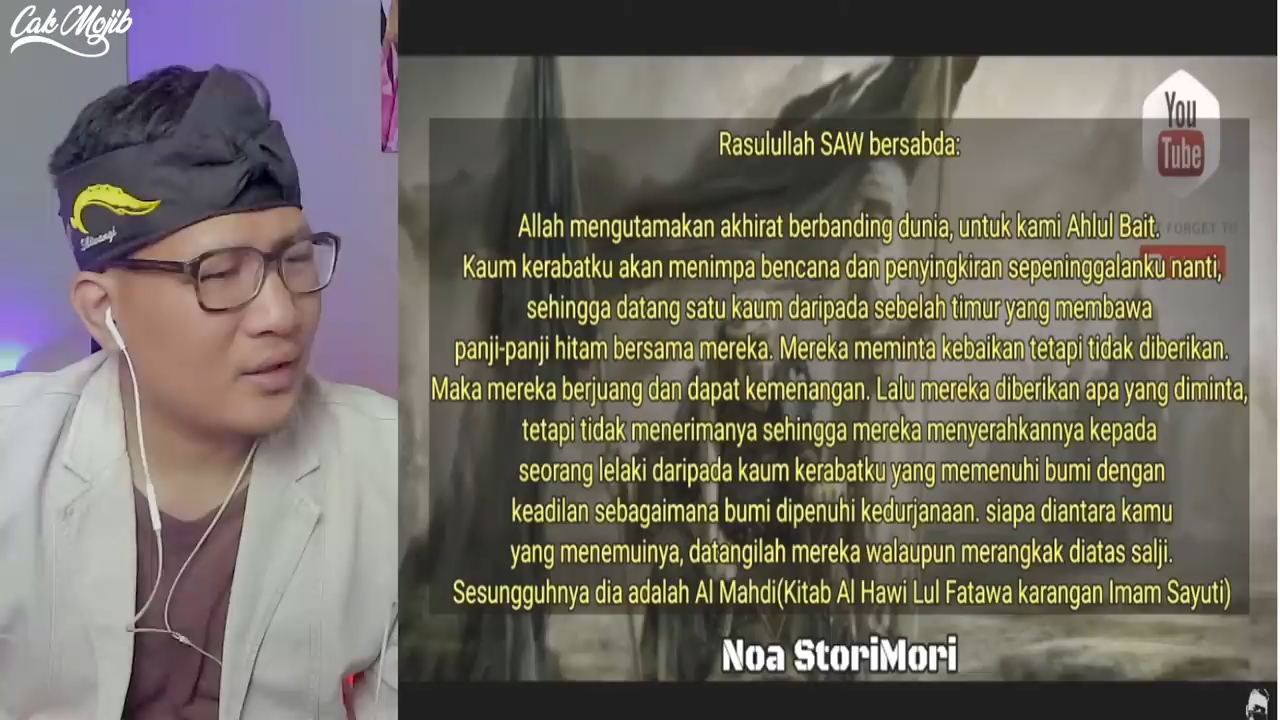 Cak Mojib
You
Tube
Rasulullah SAW bersabda:
Allah mengutamakan akhirat berbanding dunia, untuk kami Ahlul Bait.
FORGET TO
Kaum kerabatku akan menimpa bencana dan penyingkiran sepeninggalanku nanti,
sehingga datang satu kaum daripada sebelah timur yang membawa
panji-panji hitam bersama mereka. Mereka meminta kebaikan tetapi tidak diberikan.
Maka mereka berjuang dan dapat kemenangan. Lalu mereka diberikan apa yang diminta,
tetapi tidak menerimanya sehingga mereka menyerahkannya kepada
seorang lelaki daripada kaum kerabatku yang memenuhi bumi dengan
keadilan sebagaimana bumi dipenuhi kedurjanaan. siapa diantara kamu
yang menemuinya, datangilah mereka walaupun merangkak diatas salji.
Sesungguhnya dia adalah Al Mahdi(Kitab Al Hawi Lul Fatawa karangan Imam Sayuti)
Noa StoriMori